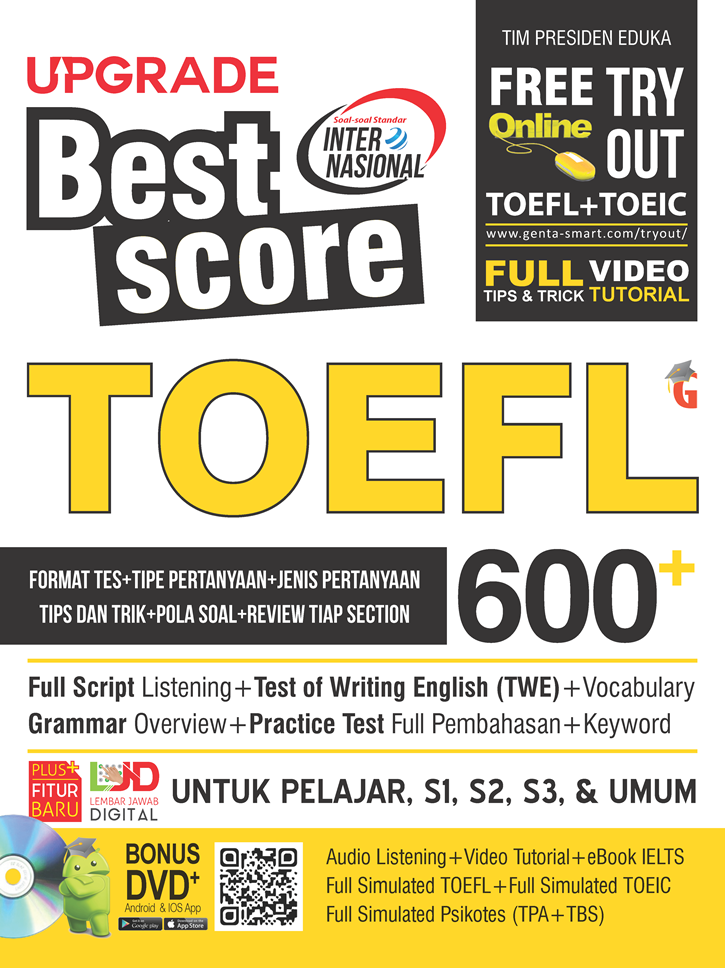 UPGRADE
Best
score
Soal-soal Standar
INTER
NASIONAL
TIM PRESIDEN EDUKA
FREE TRY
Online OUT
TOEFL+TOEIC
www.genta-smart.com/tryout/
FULL VIDEO
TIPS & TRICK TUTORIAL
TOEFL
G
600+
FORMAT TES+TIPE PERTANYAAN+JENIS PERTANYAAN
TIPS DAN TRIK+POLA SOAL+REVIEW TIAP SECTION
Full Script Listening+Test of Writing English (TWE)+Vocabulary
Grammar Overview+Practice Test Full Pembahasan+Keyword
PLUS+
FITUR
BARU
LJD
LEMBAR JAWAB
DIGITAL
UNTUK PELAJAR, S1, S2, S3, & UMUM
BONUS
DVD+
Android & IOS App
Google play
App Store
Audio Listening+Video Tutorial+eBook IELTS
Full Simulated TOEFL+Full Simulated TOEIC
Full Simulated Psikotes (TPA+TBS)